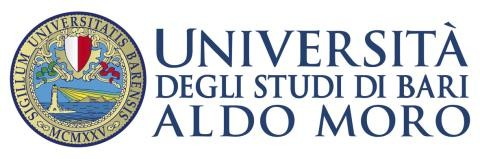 SIGILLUM UNIVERSITATIS BARENSIS
MCMXXV
UNIVERSITÀ
DEGLI STUDI DI BARI
ALDO MORO